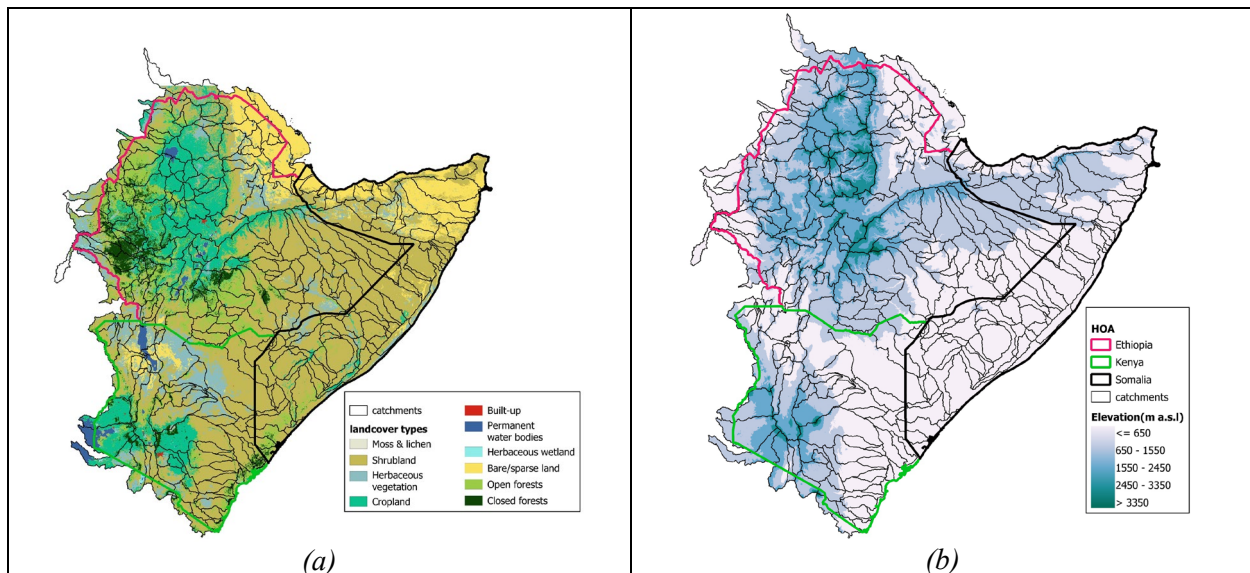 catchments
landcover types
Moss & lichen
Shrubland
Herbaceous
vegetation
Cropland
Built-up
Permanent
water bodies
Herbaceous wetland
Bare/sparse land
Open forests
Closed forests
(a)
HOA
Ethiopia
Kenya
Somalia
catchments
Elevation(m a.s.l)
<= 650
650 - 1550
1550 - 2450
2450 - 3350
> 3350
(b)